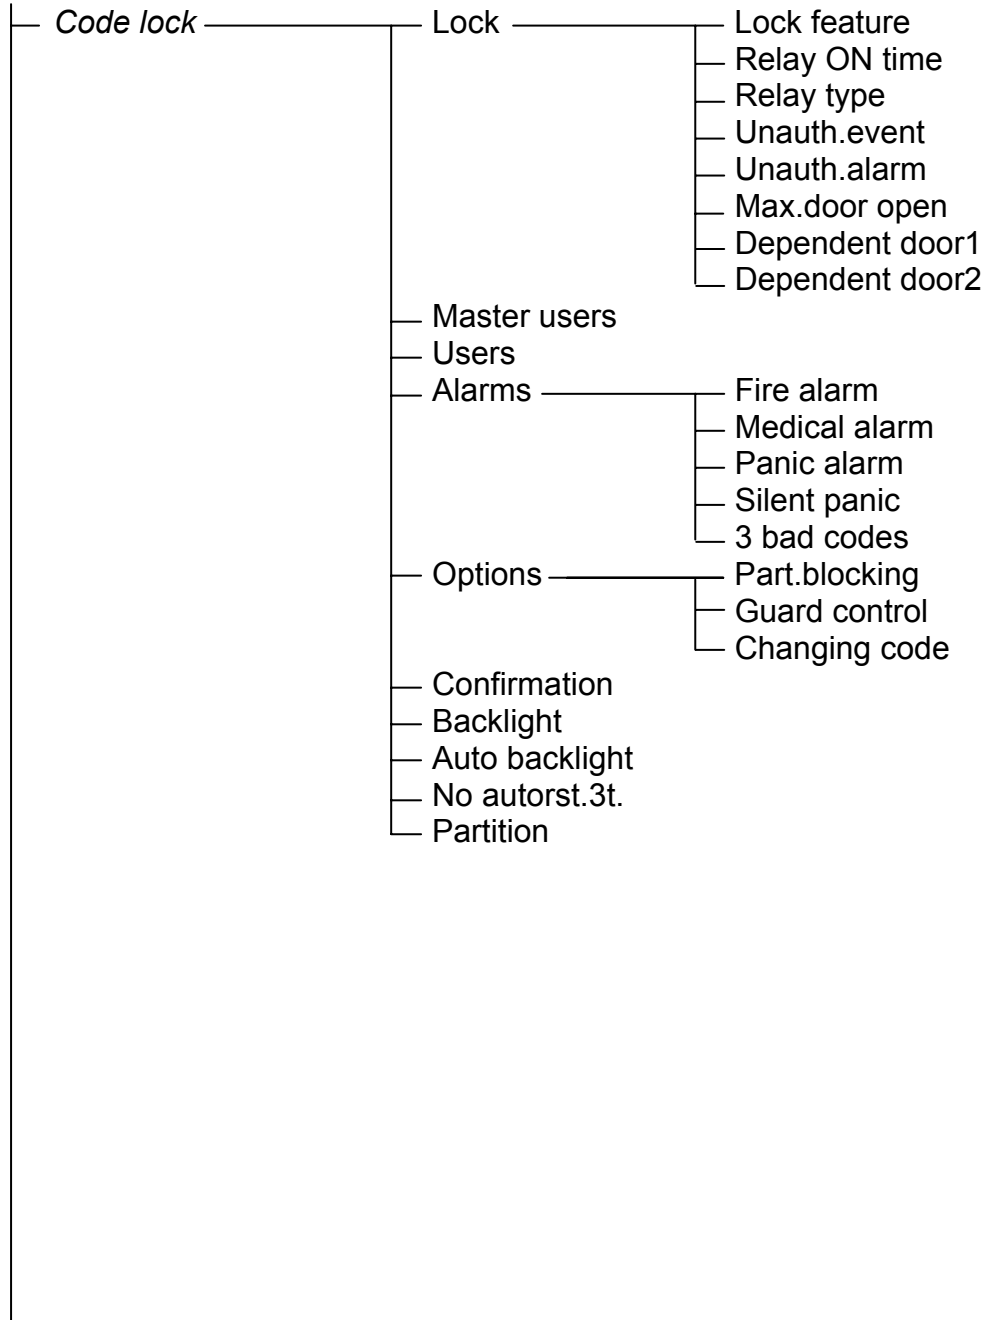 Code lock Lock Lock feature
Relay ON time
Relay type
Unauth.event
Unauth.alarm
Max.door open
Dependent door1
Dependent door2
Master users
Users
Alarms Fire alarm
Medical alarm
Panic alarm
Silent panic
3 bad codes
Options Part.blocking
Guard control
Changing code
Confirmation
Backlight
Auto backlight
No autorst.3t.
Partition